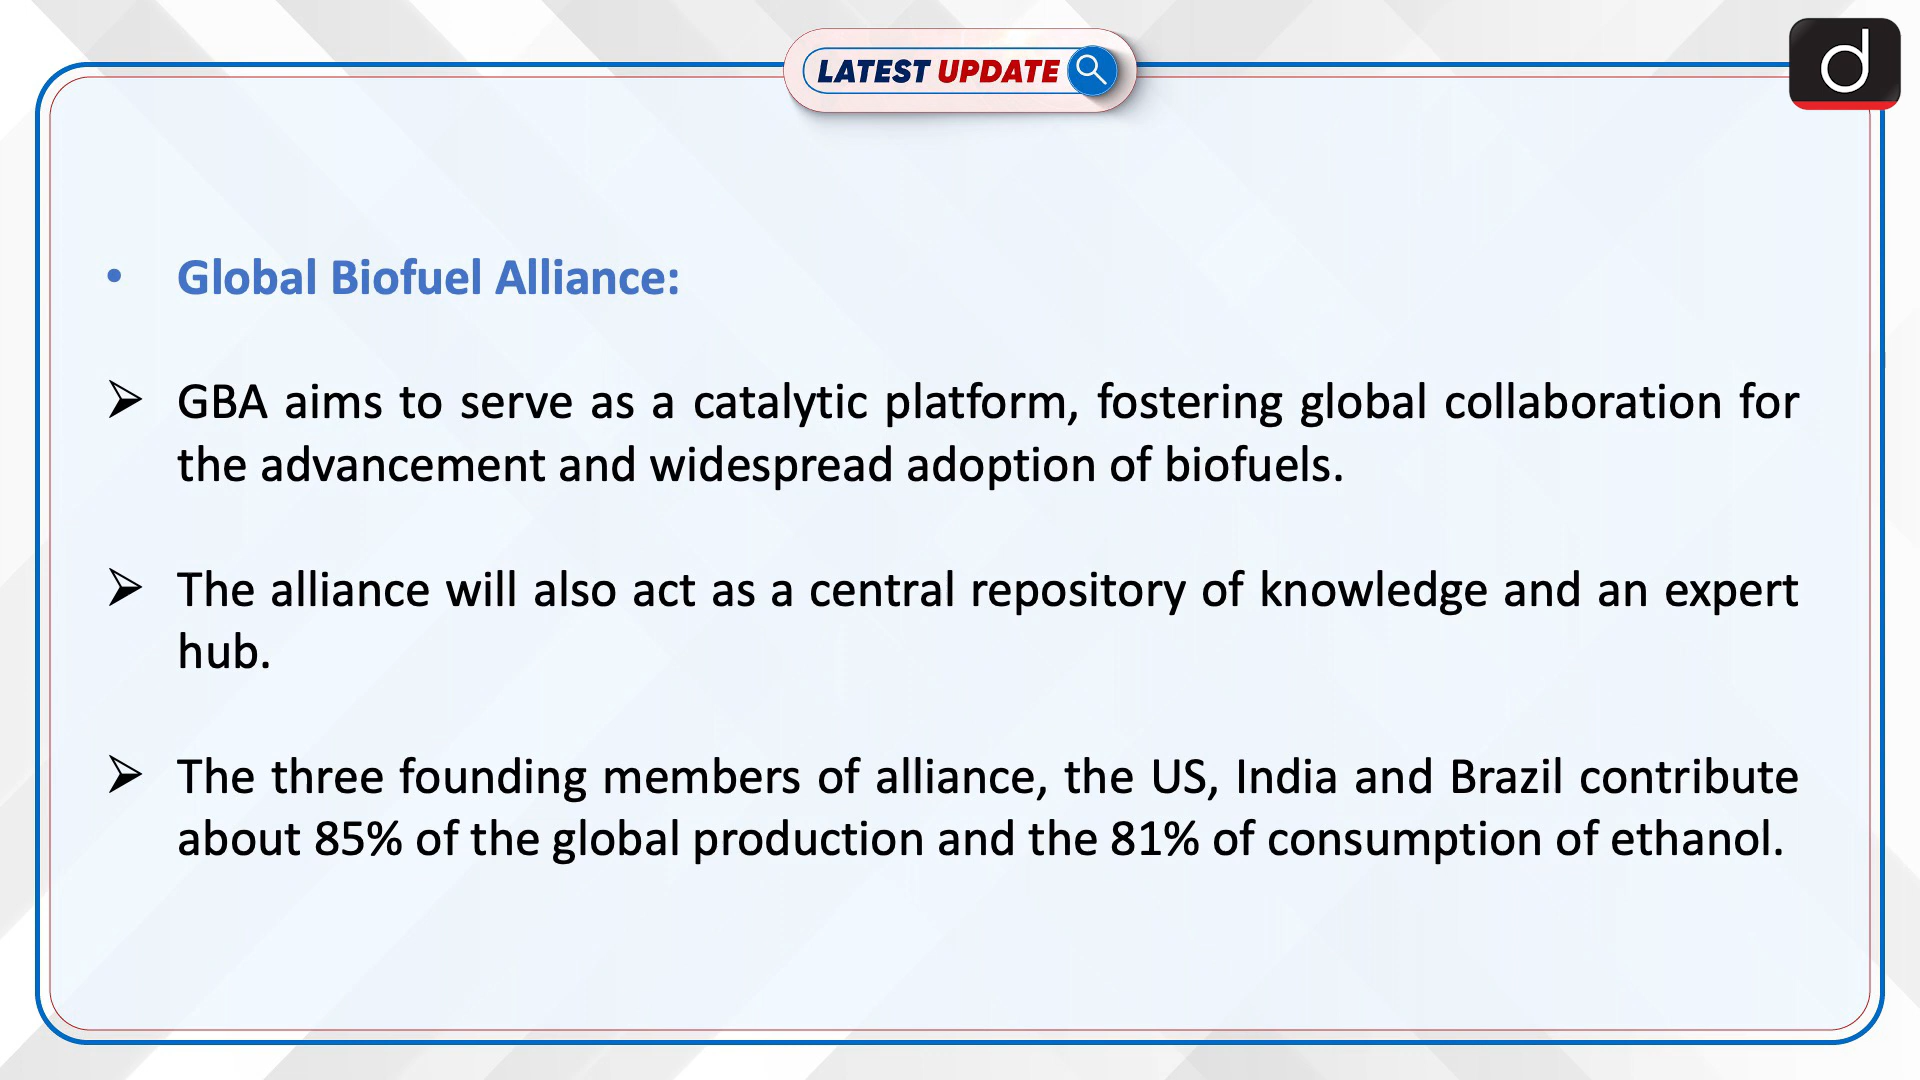 LATEST UPDATE
d
• Global Biofuel Alliance:
➢ GBA aims to serve as a catalytic platform, fostering global collaboration for
the advancement and widespread adoption of biofuels.
➢ The alliance will also act as a central repository of knowledge and an expert
hub.
➢ The three founding members of alliance, the US, India and Brazil contribute
about 85% of the global production and the 81% of consumption of ethanol.